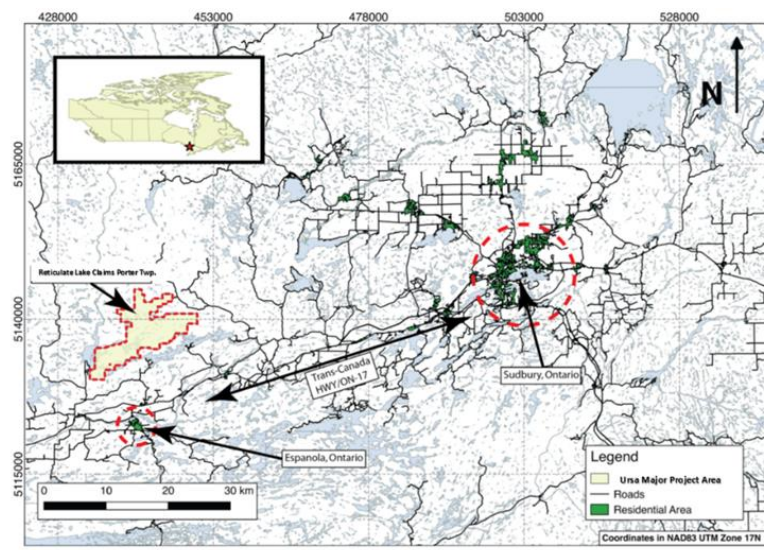 428000 453000 478000 503000 528000
N
5165000
Reticulate Lake Claims Porter Twp.
5140000
Trans-Canada
HWY/ON-17
Sudbury, Ontario
Espanola, Ontario
5115000
Legend
Ursa Major Project Area
Roads
Residential Area
0 10 20 30 km
Coordinates in NAD83 UTM Zone 17N